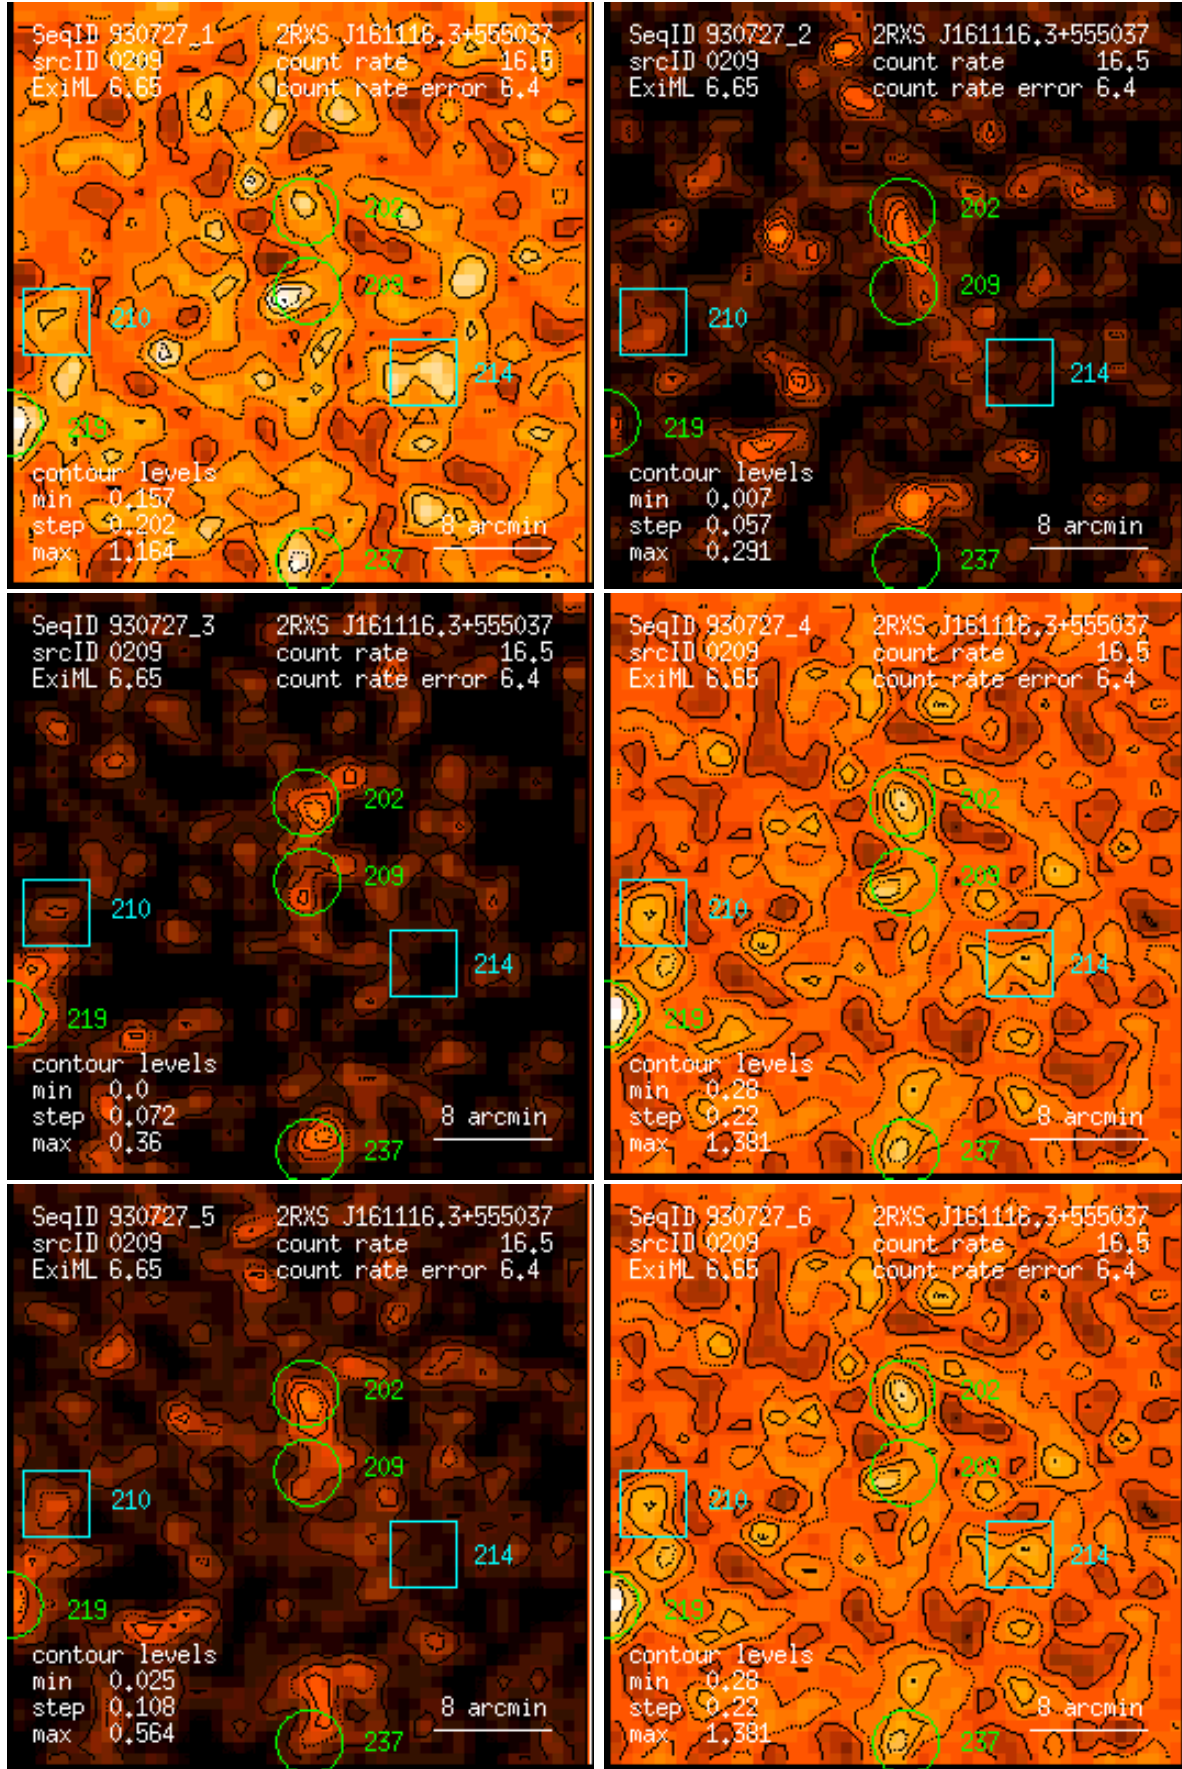 SeqID 930727_1 2RXS J161116.3+555037
srcID 0209 count rate 16.5
ExiML 6.65 count rate error 6.4
202
209
210
214
219
contour levels
min 0.157
step 0.202 8 arcmin
max 1.164 237
SeqID 930727_2 2RXS J161116.3+555037
srcID 0209 count rate 16.5
ExiML 6.65 count rate error 6.4
202
209
210
214
219
contour levels
min 0.007
step 0.057 8 arcmin
max 0.291 237
SeqID 930727_3 2RXS J161116.3+555037
srcID 0209 count rate 16.5
ExiML 6.65 count rate error 6.4
202
209
210
214
219
contour levels
min 0.0
step 0.072 8 arcmin
max 0.36 237
SeqID 930727_4 2RXS J161116.3+555037
srcID 0209 count rate 16.5
ExiML 6.65 count rate error 6.4
202
209
210
214
219
contour levels
min 0.28
step 0.22 8 arcmin
max 1.381 237
SeqID 930727_5 2RXS J161116.3+555037
srcID 0209 count rate 16.5
ExiML 6.65 count rate error 6.4
202
209
210
214
219
contour levels
min 0.025
step 0.108 8 arcmin
max 0.564 237
SeqID 930727_6 2RXS J161116.3+555037
srcID 0209 count rate 16.5
ExiML 6.65 count rate error 6.4
202
209
210
214
219
contour levels
min 0.28
step 0.22 8 arcmin
max 1.381 237